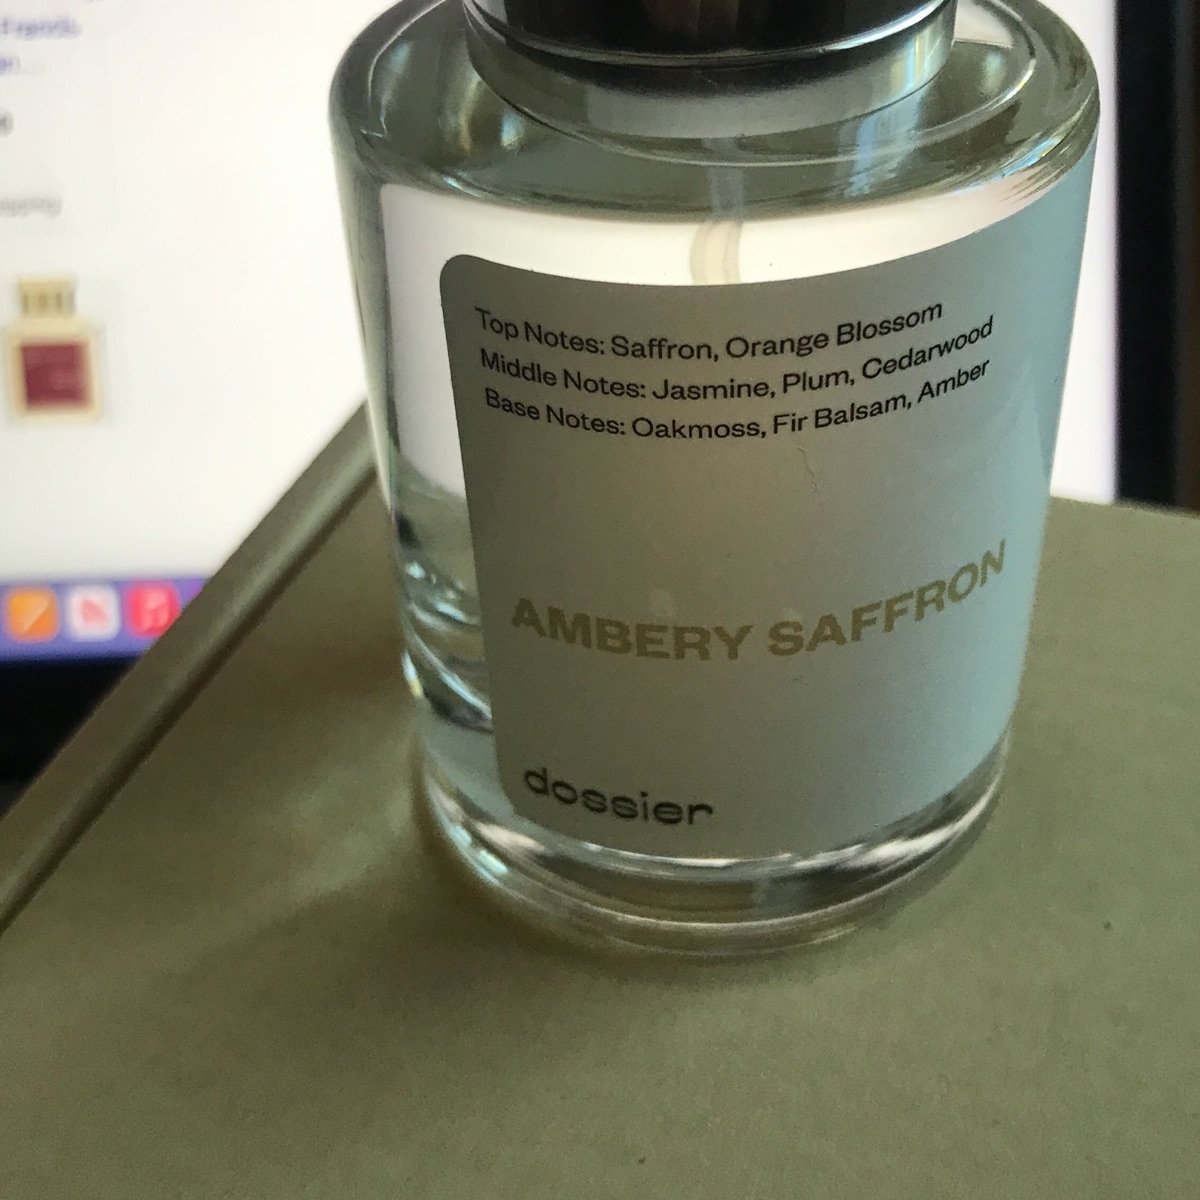 Top Notes: Saffron, Orange Blossom
Middle Notes: Jasmine, Plum, Cedarwood
Base Notes: Oakmoss, Fir Balsam, Amber
AMBERY SAFFRON
dossier